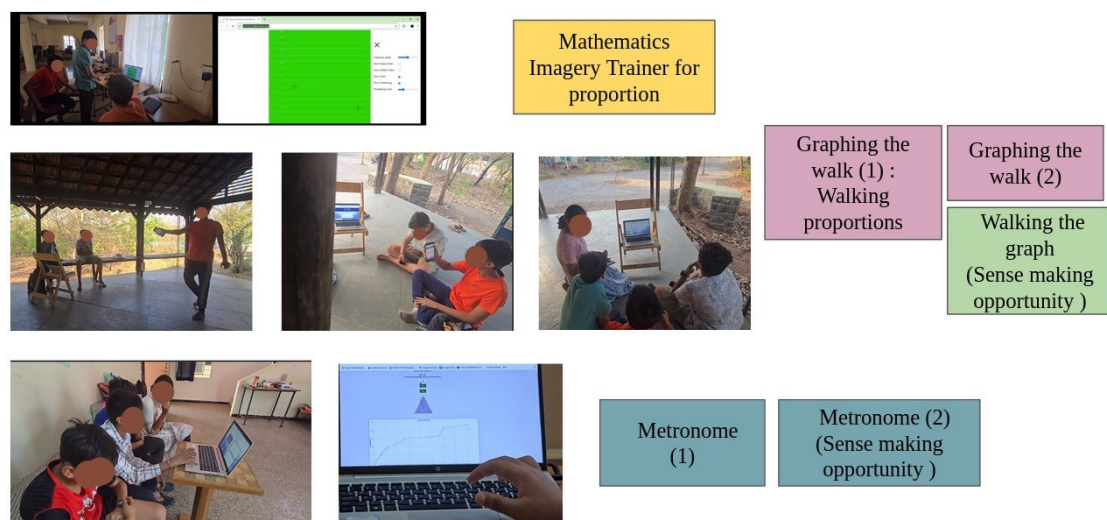 Mathematics
Imagery Trainer for
proportion
Graphing the
walk (1) :
Walking
proportions
Graphing the
walk (2)
Walking the
graph
(Sense making
opportunity )
Metronome
(1)
Metronome (2)
(Sense making
opportunity )